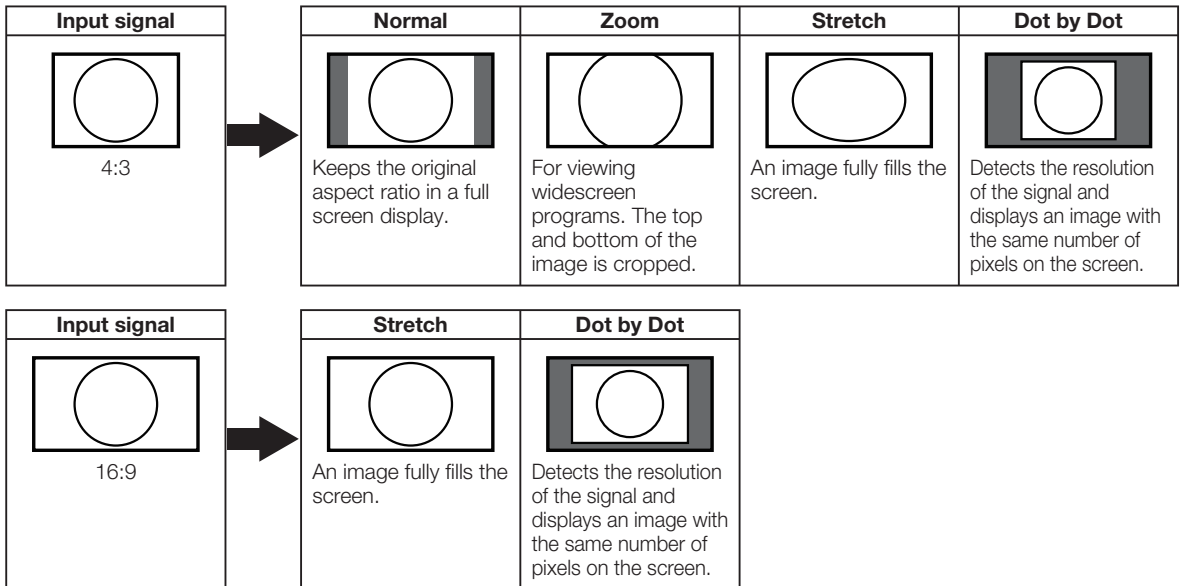 Input signal
4:3
Normal
Keeps the original
aspect ratio in a full
screen display.
Zoom
For viewing
widescreen
programs. The top
and bottom of the
image is cropped.
Stretch
An image fully fills the
screen.
Dot by Dot
Detects the resolution
of the signal and
displays an image with
the same number of
pixels on the screen.
Input signal
16:9
Stretch
An image fully fills the
screen.
Dot by Dot
Detects the resolution
of the signal and
displays an image with
the same number of
pixels on the screen.